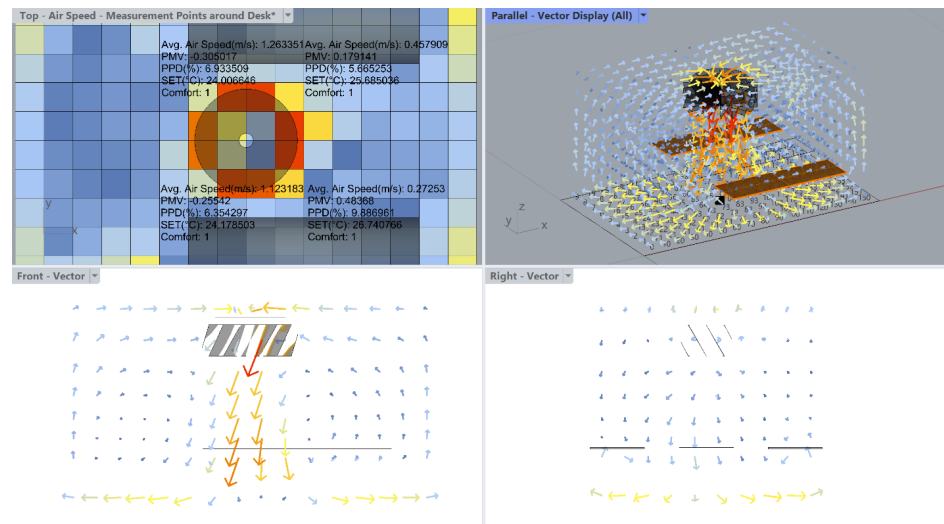 Top - Air Speed - Measurement Points around Desk*
Parallel - Vector Display (All)
Avg. Air Speed(m/s): 1.263351
Avg. Air Speed(m/s): 0.457909
PMV: -0.305017
PMV: 0.179141
PPD(%): 6.933509
PPD(%): 5.665253
SET(°C): 24.006646
SET(°C): 25.685036
Comfort: 1
Comfort: 1
Avg. Air Speed(m/s): 1.123183
Avg. Air Speed(m/s): 0.27253
PMV: -0.25542
PMV: 0.48368
PPD(%): 6.354297
PPD(%): 9.886961
SET(°C): 24.178503
SET(°C): 26.740766
Comfort: 1
Comfort: 1
y
x
z
y
x
Front - Vector
Right - Vector